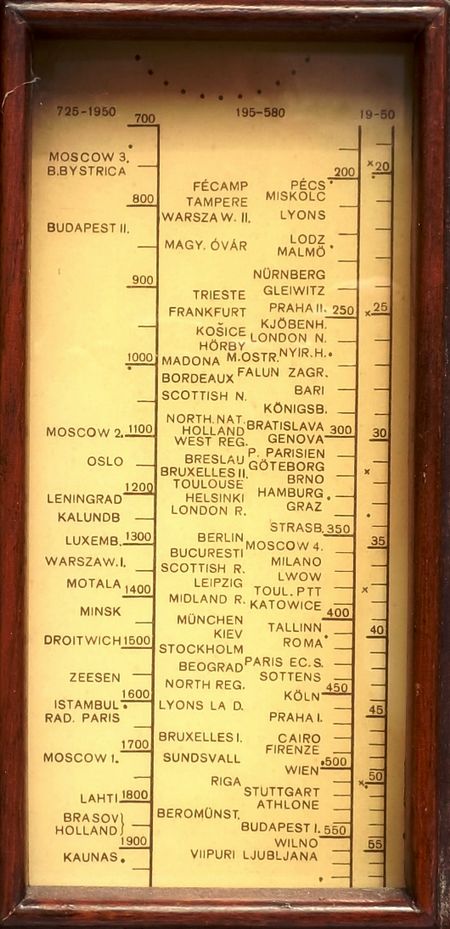 725-1950 195-580 19-50
700
MOSCOW 3.
B.BYSTRICA
200 20
FÉCAMP PÉCS
TAMPERE MISKOLC
800
WARSZAW. II. LYONS
BUDAPEST II.
MAGY. ÓVÁR LODZ
MALMÖ
NÜRNBERG
900
TRIESTE GLEIWITZ
FRANKFURT PRAHA II. 250 25
KOŠICE KJÖBENH.
HÖRBY LONDON N.
1000 MADONA M.OSTR. NYIR.H.
BORDEAUX FALUN ZAGR.
SCOTTISH N. BARI
KÖNIGSB.
NORTH. NAT.
MOSCOW 2. 1100 HOLLAND BRATISLAVA 300 30
WEST REG. GENOVA
OSLO BRESLAU P. PARISIEN
BRUXELLES II. GÖTEBORG
TOULOUSE BRNO
LENINGRAD 1200 HELSINKI HAMBURG
KALUNDB LONDON R. GRAZ
STRASB. 350
LUXEMB. 1300 BERLIN MOSCOW 4. 35
BUCURESTI
WARSZAW. I. SCOTTISH R. MILANO
MOTALA LEIPZIG LWOW
1400 MIDLAND R. TOUL. PTT
KATOWICE
MINSK MÜNCHEN 400
KIEV TALLINN 40
DROITWICH 1500 STOCKHOLM ROMA
BEOGRAD PARIS EC. S.
ZEESEN NORTH REG. SOTTENS
1600 KÖLN 450
ISTAMBUL LYONS LA D.
RAD. PARIS PRAHA I. 45
1700 BRUXELLES I. CAIRO
MOSCOW 1. SUNDSVALL FIRENZE
WIEN 500
RIGA 50
LAHTI 1800 STUTTGART
ATHLONE
BRASOV BEROMÜNST.
HOLLAND BUDAPEST I. 550
1900 WILNO 55
KAUNAS VIIPURI LJUBLJANA